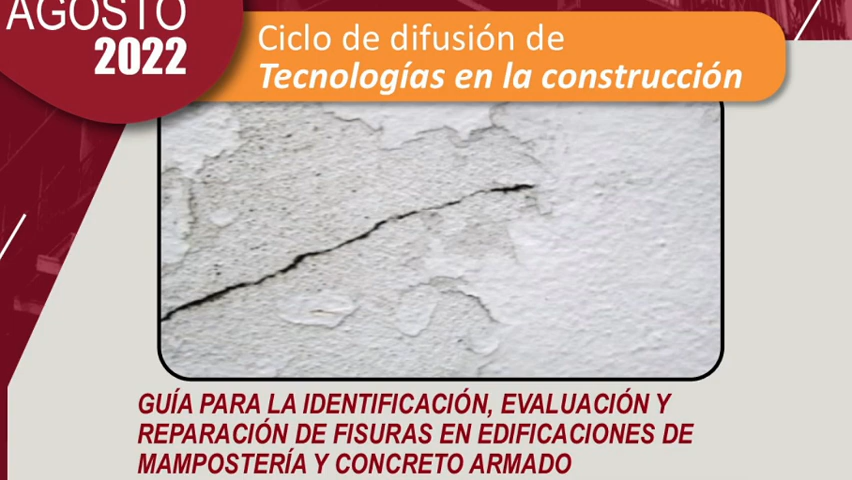 AGOSTO
2022
Ciclo de difusión de
Tecnologías en la construcción
GUÍA PARA LA IDENTIFICACIÓN, EVALUACIÓN Y
REPARACIÓN DE FISURAS EN EDIFICACIONES DE
MAMPOSTERÍA Y CONCRETO ARMADO